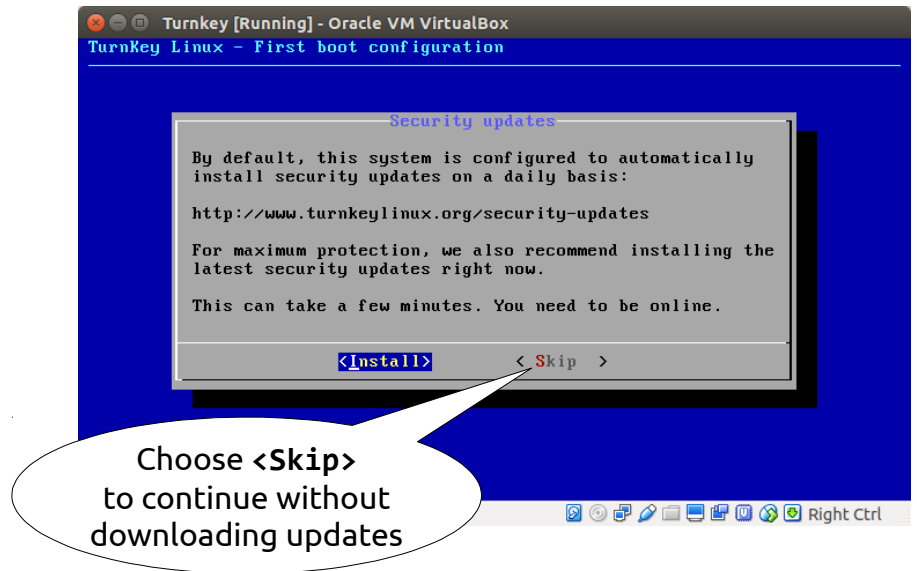 Turnkey [Running] - Oracle VM VirtualBox
TurnKey Linux - First boot configuration
Security updates
By default, this system is configured to automatically
install security updates on a daily basis:
http://www.turnkeylinux.org/security-updates
For maximum protection, we also recommend installing the
latest security updates right now.
This can take a few minutes. You need to be online.
<Install> < Skip >
Choose <Skip>
to continue without
downloading updates
Right Ctrl